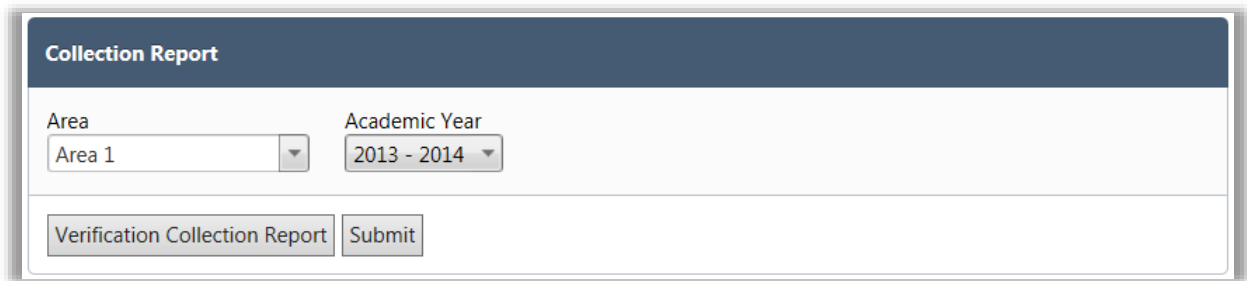 Collection Report
Area Academic Year
Area 1 2013 - 2014
Verification Collection Report Submit